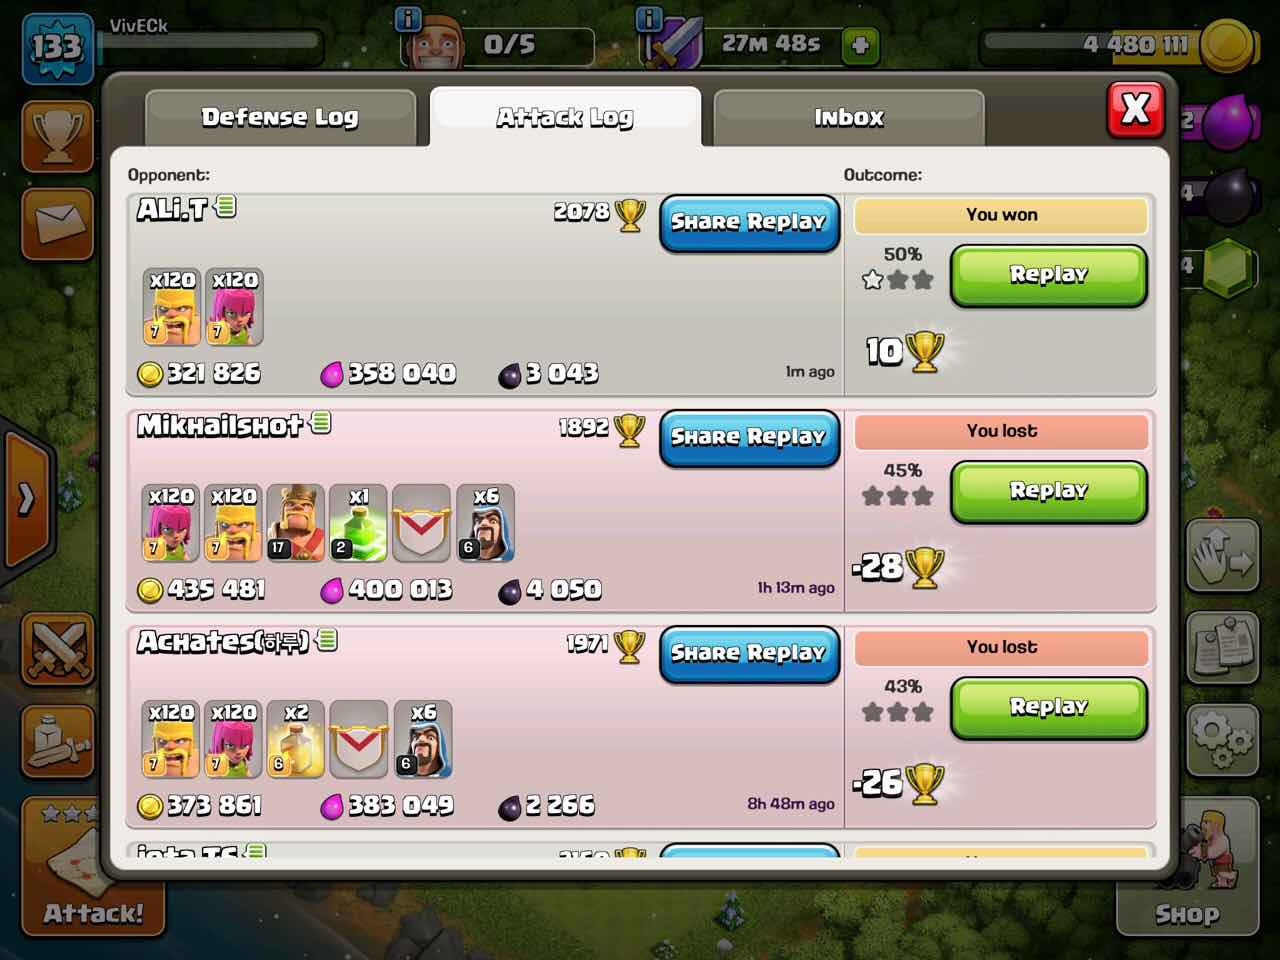 133
VivECk
0/5
27M 48s
4 480 111
Defense Log
Attack Log
Inbox
X
Opponent:
Outcome:
ALi.T
2078
Share Replay
You won
50%
Replay
x120
x120
7
7
10
321 826
358 040
3 043
1m ago
Mikhailshot
1892
Share Replay
You lost
45%
Replay
x120
x120
x1
x6
7
7
17
2
6
-28
435 481
400 013
4 050
1h 13m ago
Achates(하루)
1971
Share Replay
You lost
43%
Replay
x120
x120
x2
x6
7
7
6
6
-26
373 861
383 049
2 266
8h 48m ago
Attack!
Shop